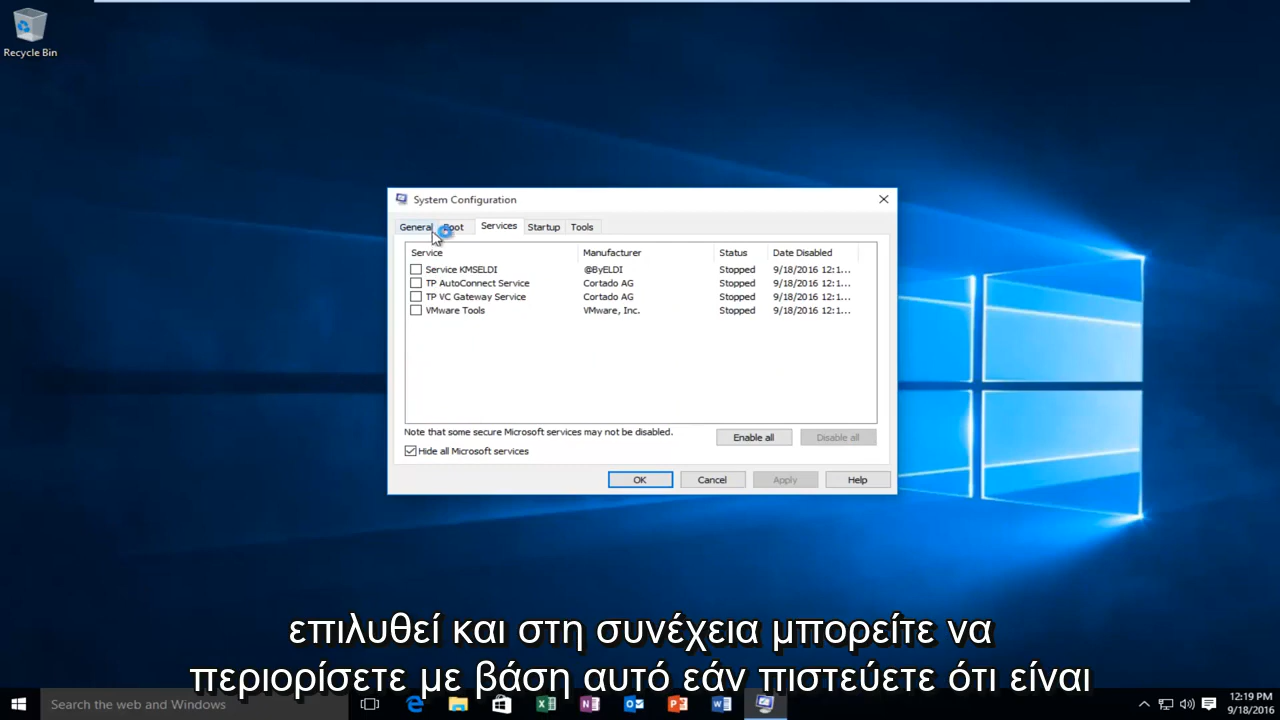 Recycle Bin
System Configuration
General Boot Services Startup Tools
Service Manufacturer Status Date Disabled
Service KMSELDI @ByELDI Stopped 9/18/2016 12:1...
TP AutoConnect Service Cortado AG Stopped 9/18/2016 12:1...
TP VC Gateway Service Cortado AG Stopped 9/18/2016 12:1...
VMware Tools VMware, Inc. Stopped 9/18/2016 12:1...
Note that some secure Microsoft services may not be disabled.
Enable all Disable all
Hide all Microsoft services
OK Cancel Apply Help
επιλυθεί και στη συνέχεια μπορείτε να
περιορίσετε με βάση αυτό εάν πιστεύετε ότι είναι
Search the web and Windows
12:19 PM
9/18/2016